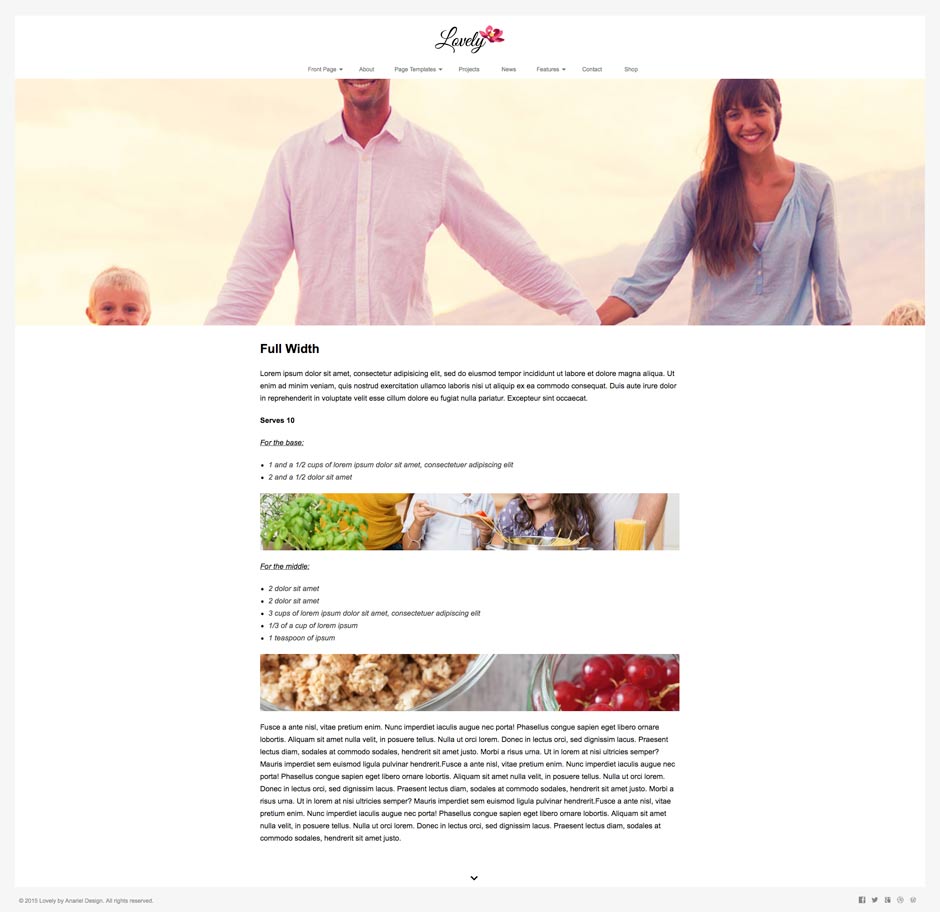 Lovely
Front Page About Page Templates Projects News Features Contact Shop
Full Width
Lorem ipsum dolor sit amet, consectetur adipisicing elit, sed do eiusmod tempor incididunt ut labore et dolore magna aliqua. Ut
enim ad minim veniam, quis nostrud exercitation ullamco laboris nisi ut aliquip ex ea commodo consequat. Duis aute irure dolor
in reprehenderit in voluptate velit esse cillum dolore eu fugiat nulla pariatur. Excepteur sint occaecat.
Serves 10
For the base:
• 1 and a 1/2 cups of lorem ipsum dolor sit amet, consectetuer adipiscing elit
• 2 and a 1/2 dolor sit amet
For the middle:
• 2 dolor sit amet
• 2 dolor sit amet
• 3 cups of lorem ipsum dolor sit amet, consectetuer adipiscing elit
• 1/3 of a cup of lorem ipsum
• 1 teaspoon of ipsum
Fusce a ante nisl, vitae pretium enim. Nunc imperdiet iaculis augue nec porta! Phasellus congue sapien eget libero ornare
lobortis. Aliquam sit amet nulla velit, in posuere tellus. Nulla ut orci lorem. Donec in lectus orci, sed dignissim lacus. Praesent
lectus diam, sodales at commodo sodales, hendrerit sit amet justo. Morbi a risus urna. Ut in lorem at nisi ultricies semper?
Mauris imperdiet sem euismod ligula pulvinar hendrerit.Fusce a ante nisl, vitae pretium enim. Nunc imperdiet iaculis augue nec
porta! Phasellus congue sapien eget libero ornare lobortis. Aliquam sit amet nulla velit, in posuere tellus. Nulla ut orci lorem.
Donec in lectus orci, sed dignissim lacus. Praesent lectus diam, sodales at commodo sodales, hendrerit sit amet justo. Morbi a
risus urna. Ut in lorem at nisi ultricies semper? Mauris imperdiet sem euismod ligula pulvinar hendrerit.Fusce a ante nisl, vitae
pretium enim. Nunc imperdiet iaculis augue nec porta! Phasellus congue sapien eget libero ornare lobortis. Aliquam sit amet
nulla velit, in posuere tellus. Nulla ut orci lorem. Donec in lectus orci, sed dignissim lacus. Praesent lectus diam, sodales at
commodo sodales, hendrerit sit amet justo.
© 2015 Lovely by Anariel Design. All rights reserved.